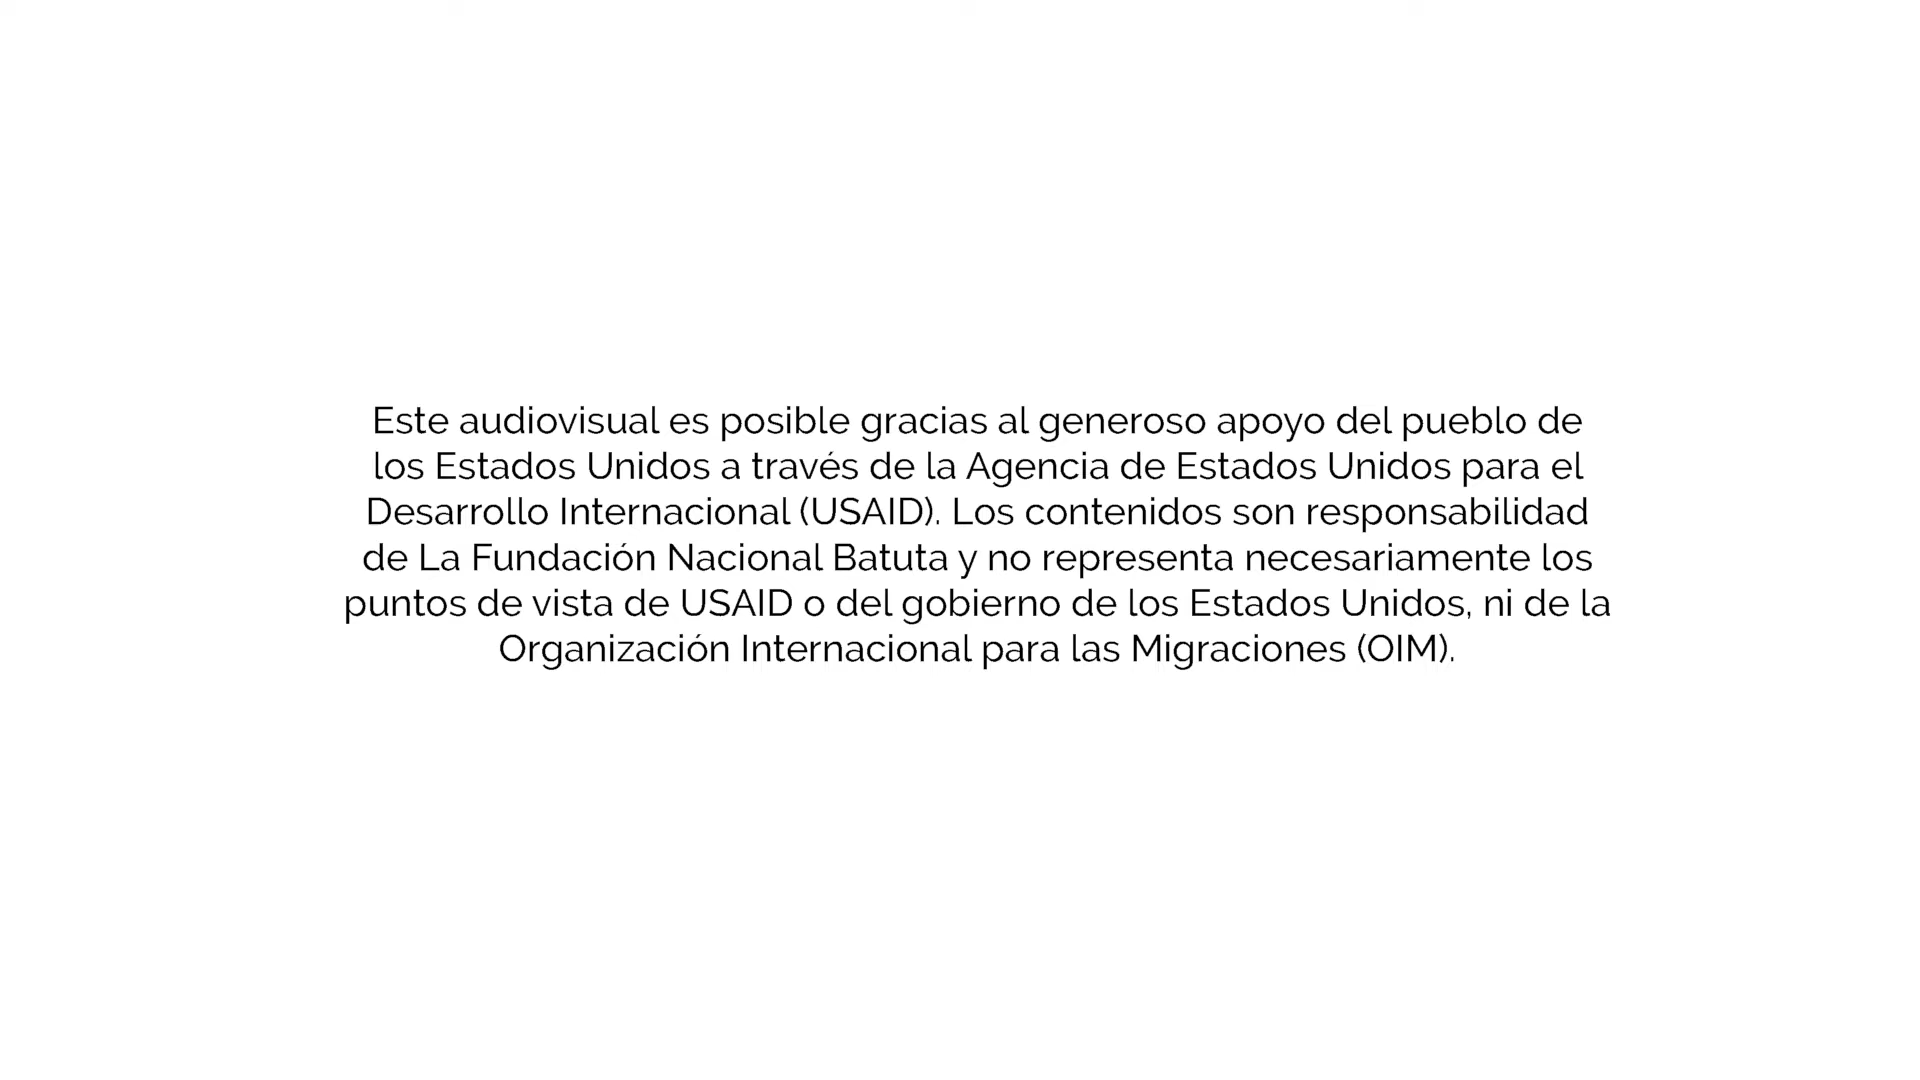 Este audiovisual es posible gracias al generoso apoyo del pueblo de
los Estados Unidos a través de la Agencia de Estados Unidos para el
Desarrollo Internacional (USAID). Los contenidos son responsabilidad
de La Fundación Nacional Batuta y no representa necesariamente los
puntos de vista de USAID o del gobierno de los Estados Unidos, ni de la
Organización Internacional para las Migraciones (OIM).